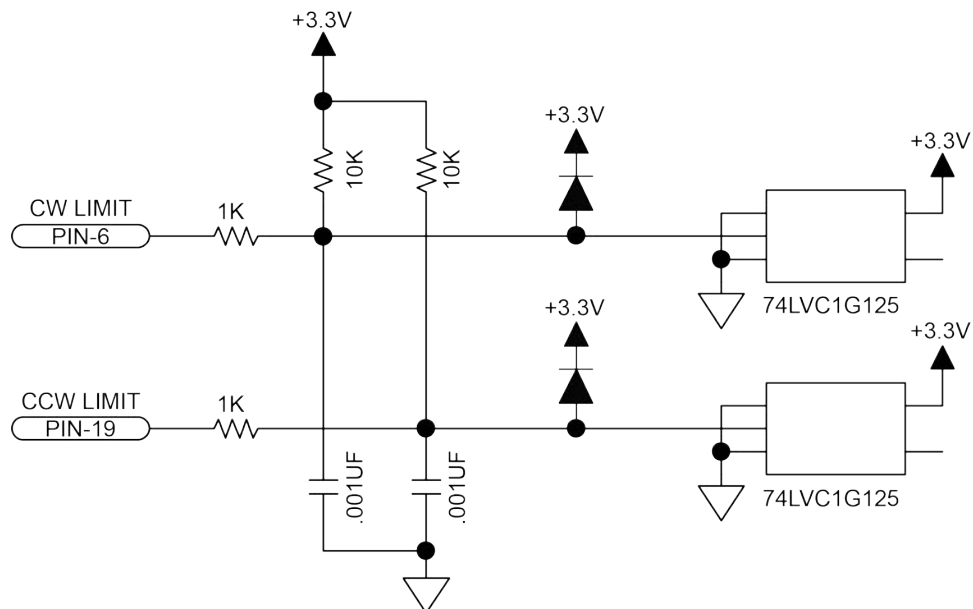 +3.3V
10K
10K
+3.3V
+3.3V
CW LIMIT
PIN-6
1K
74LVC1G125
+3.3V
+3.3V
CCW LIMIT
PIN-19
1K
.001UF
.001UF
74LVC1G125